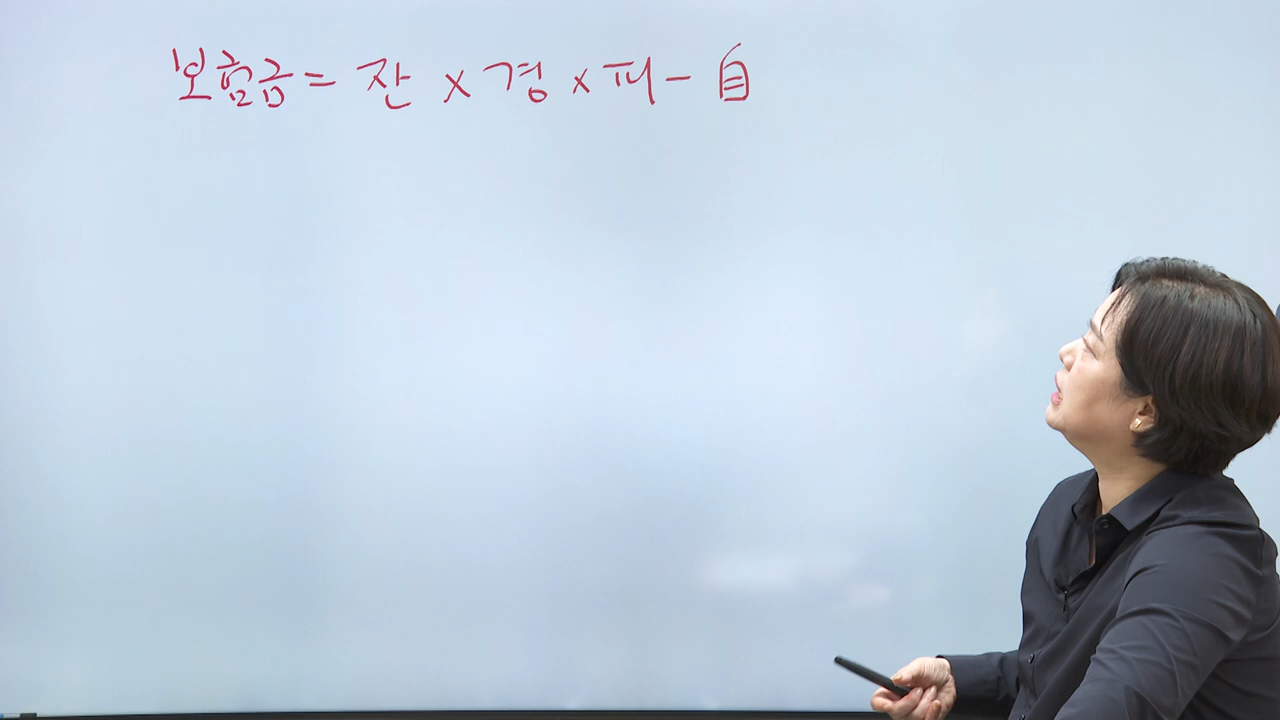 보험금 = 잔 × 경 × 피 - 自